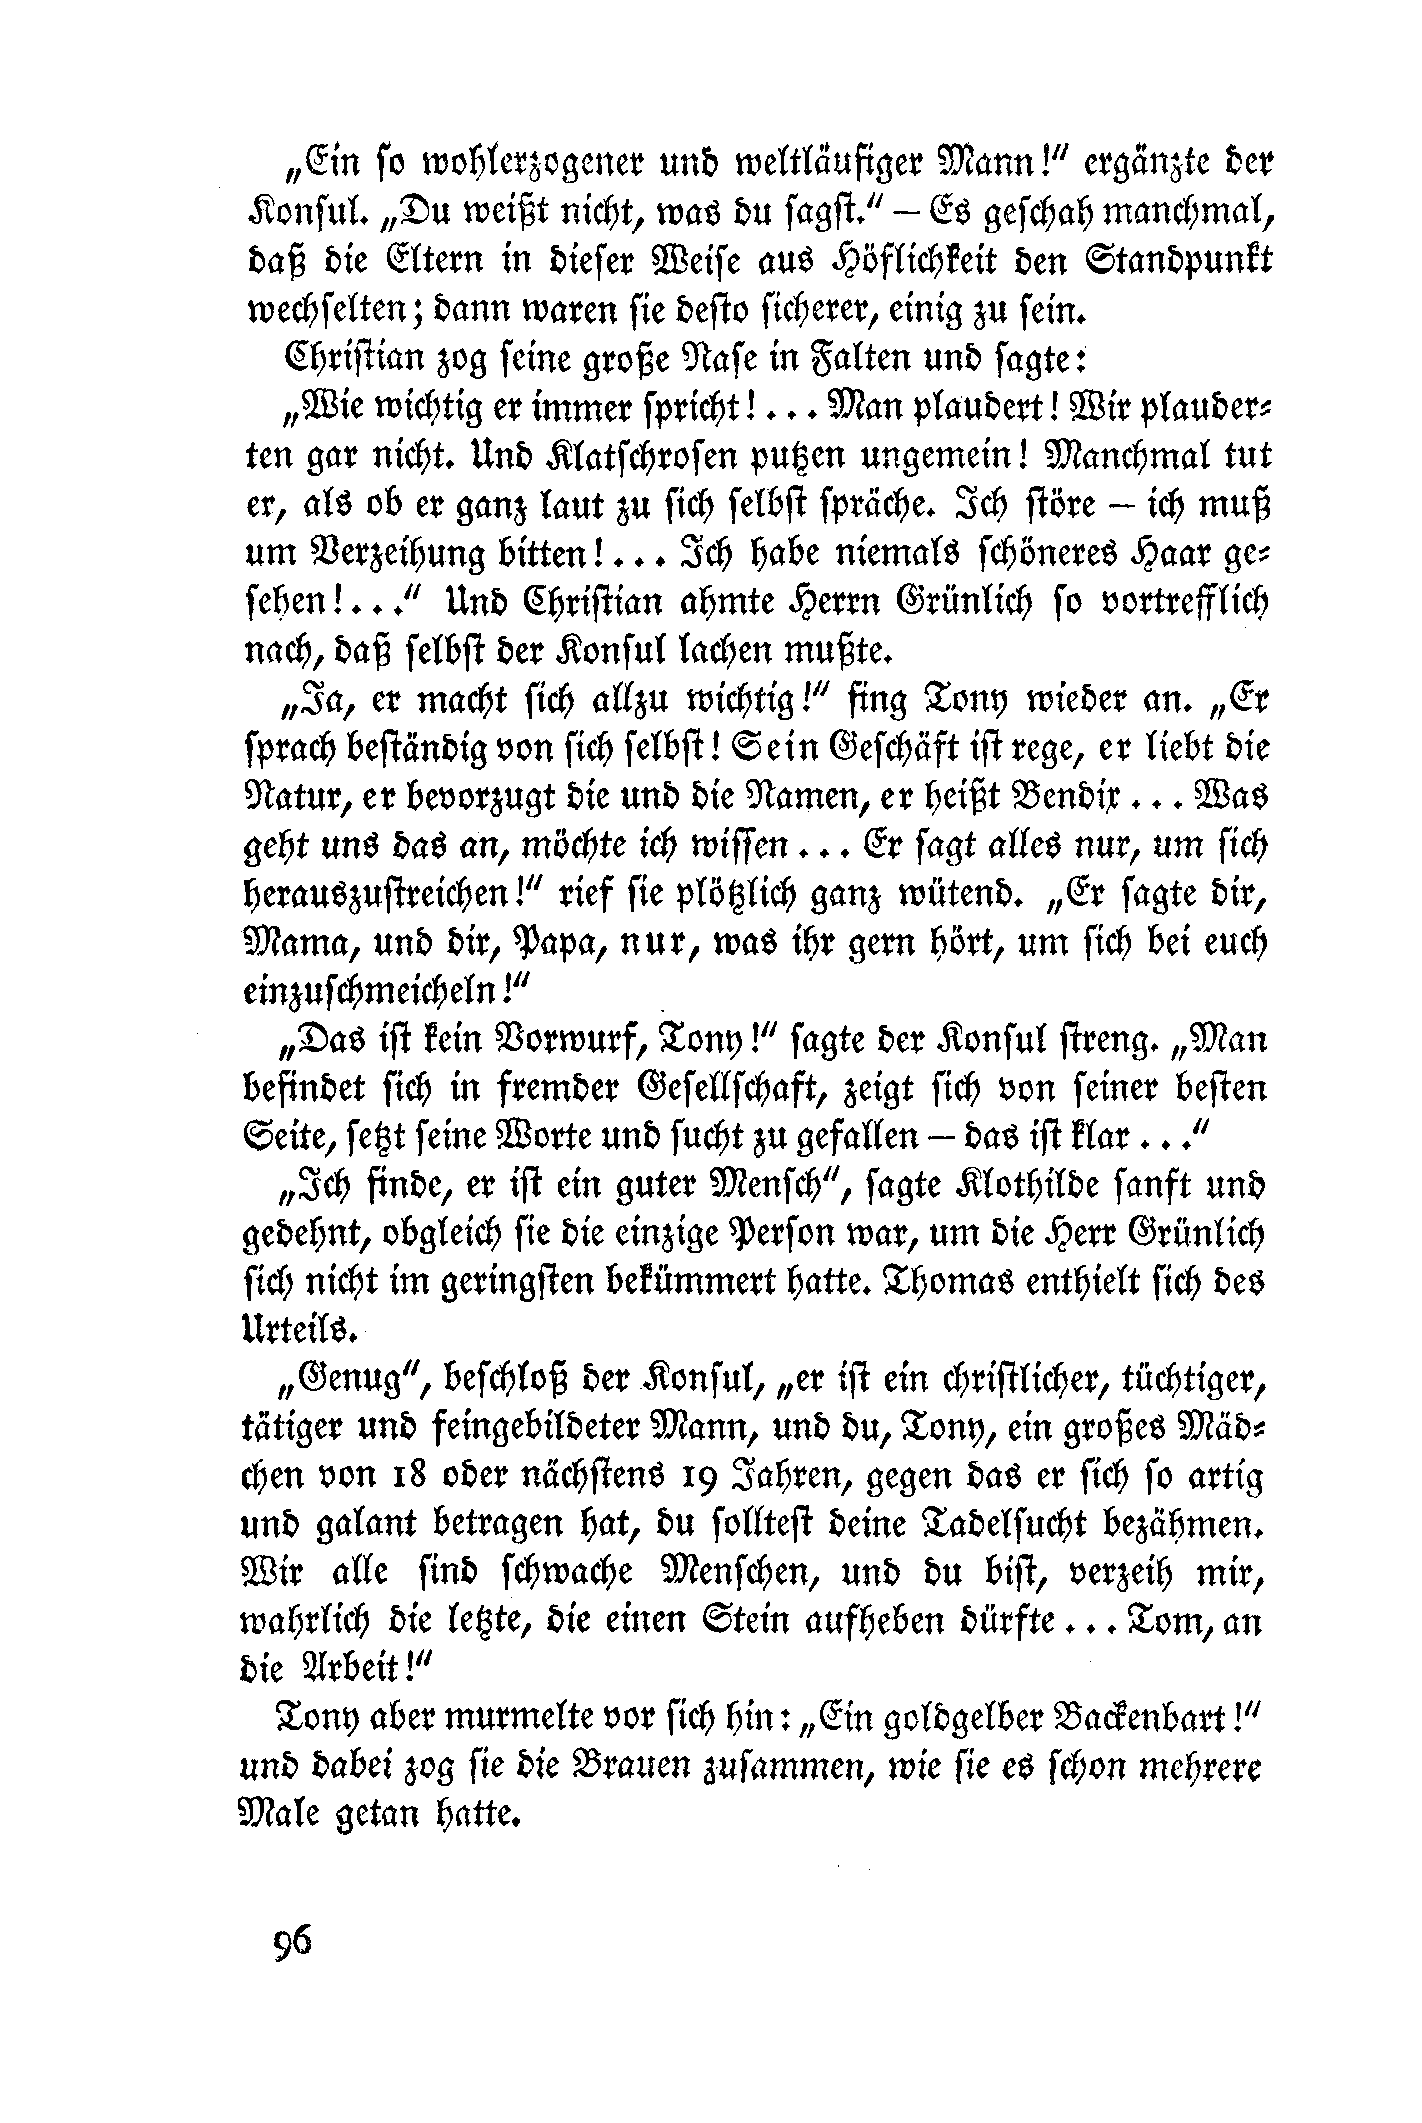 „Ein so wohlerzogener und weltläufiger Mann!“ ergänzte der
Konsul. „Du weißt nicht, was du sagst.“ – Es geschah manchmal,
daß die Eltern in dieser Weise aus Höflichkeit den Standpunkt
wechselten; dann waren sie desto sicherer, einig zu sein.
Christian zog seine große Nase in Falten und sagte:
„Wie wichtig er immer spricht!... Man plaudert! Wir plauder-
ten gar nicht. Und Klatschrosen putzen ungemein! Manchmal tut
er, als ob er ganz laut zu sich selbst spräche. Ich störe – ich muß
um Verzeihung bitten!... Ich habe niemals schöneres Haar ge-
sehen!...“ Und Christian ahmte Herrn Grünlich so vortrefflich
nach, daß selbst der Konsul lachen mußte.
„Ja, er macht sich allzu wichtig!“ fing Tony wieder an. „Er
sprach beständig von sich selbst! Sein Geschäft ist rege, er liebt die
Natur, er bevorzugt die und die Namen, er heißt Bendix... Was
geht uns das an, möchte ich wissen... Er sagt alles nur, um sich
herauszustreichen!“ rief sie plötzlich ganz wütend. „Er sagte dir,
Mama, und dir, Papa, nur, was ihr gern hört, um sich bei euch
einzuschmeicheln!“
„Das ist kein Vorwurf, Tony!“ sagte der Konsul streng. „Man
befindet sich in fremder Gesellschaft, zeigt sich von seiner besten
Seite, setzt seine Worte und sucht zu gefallen – das ist klar...“
„Ich finde, er ist ein guter Mensch“, sagte Klothilde sanft und
gedehnt, obgleich sie die einzige Person war, um die Herr Grünlich
sich nicht im geringsten bekümmert hatte. Thomas enthielt sich des
Urteils.
„Genug“, beschloß der Konsul, „er ist ein christlicher, tüchtiger,
tätiger und feingebildeter Mann, und du, Tony, ein großes Mäd-
chen von 18 oder nächstens 19 Jahren, gegen das er sich so artig
und galant betragen hat, du solltest deine Tadelsucht bezähmen.
Wir alle sind schwache Menschen, und du bist, verzeih mir,
wahrlich die letzte, die einen Stein aufheben dürfte... Tom, an
die Arbeit!“
Tony aber murmelte vor sich hin: „Ein goldgelber Backenbart!“
und dabei zog sie die Brauen zusammen, wie sie es schon mehrere
Male getan hatte.
96